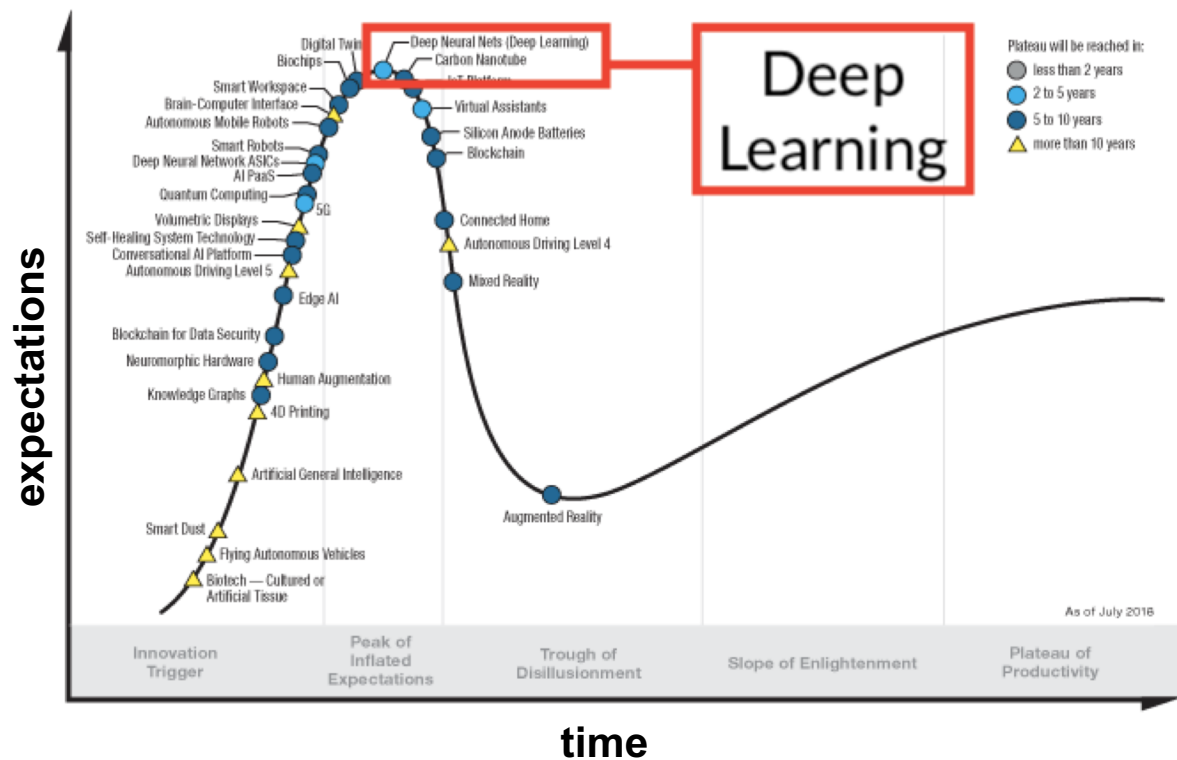 Digital Twin
Deep Neural Nets (Deep Learning)
Biochips
Carbon Nanotube
IoT Platform
Smart Workspace
Brain-Computer Interface
Virtual Assistants
Autonomous Mobile Robots
Silicon Anode Batteries
Smart Robots
Blockchain
Deep Neural Network ASICs
AI PaaS
Quantum Computing
5G
Volumetric Displays
Connected Home
Self-Healing System Technology
Autonomous Driving Level 4
Conversational AI Platform
Autonomous Driving Level 5
Mixed Reality
Edge AI
Blockchain for Data Security
Neuromorphic Hardware
Human Augmentation
Knowledge Graphs
4D Printing
Artificial General Intelligence
Augmented Reality
Smart Dust
Flying Autonomous Vehicles
Biotech — Cultured or
Artificial Tissue
Deep
Learning
Plateau will be reached in:
less than 2 years
2 to 5 years
5 to 10 years
more than 10 years
As of July 2018
expectations
Innovation
Trigger
Peak of
Inflated
Expectations
Trough of
Disillusionment
Slope of Enlightenment
Plateau of
Productivity
time